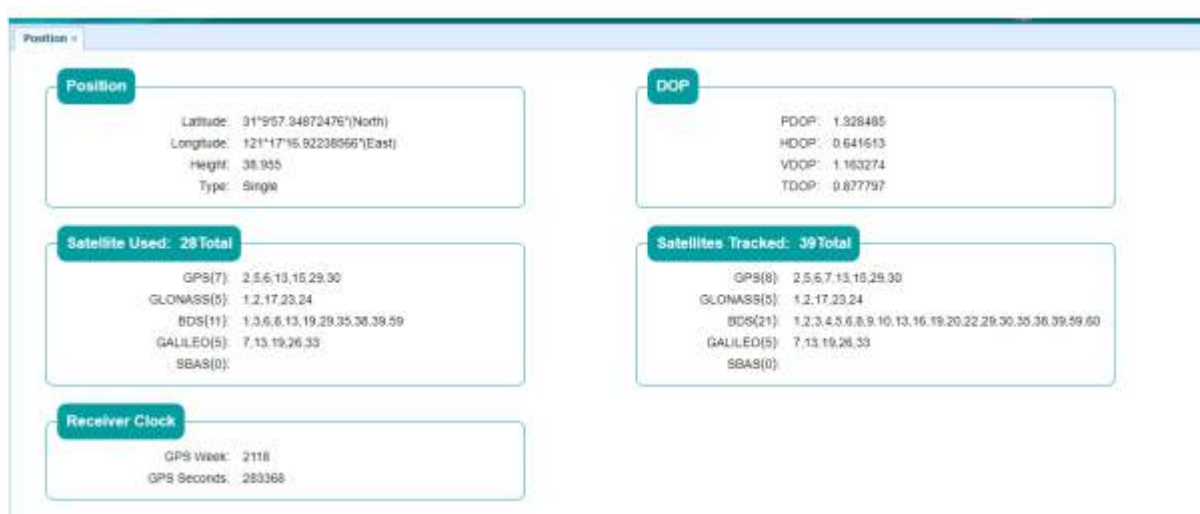 Position ×
Position
Latitude: 31°9'57.34872476"(North)
Longitude: 121°17'16.92238566"(East)
Height: 38.955
Type: Single
DOP
PDOP: 1.328485
HDOP: 0.641613
VDOP: 1.163274
TDOP: 0.877797
Satellite Used: 28Total
GPS(7): 2,5,6,13,15,29,30
GLONASS(5): 1,2,17,23,24
BDS(11): 1,3,6,8,13,19,29,35,38,39,59
GALILEO(5): 7,13,19,26,33
SBAS(0):
Satellites Tracked: 39Total
GPS(8): 2,5,6,7,13,15,29,30
GLONASS(5): 1,2,17,23,24
BDS(21): 1,2,3,4,5,6,8,9,10,13,16,19,20,22,29,30,35,38,39,59,60
GALILEO(5): 7,13,19,26,33
SBAS(0):
Receiver Clock
GPS Week: 2118
GPS Seconds: 283368